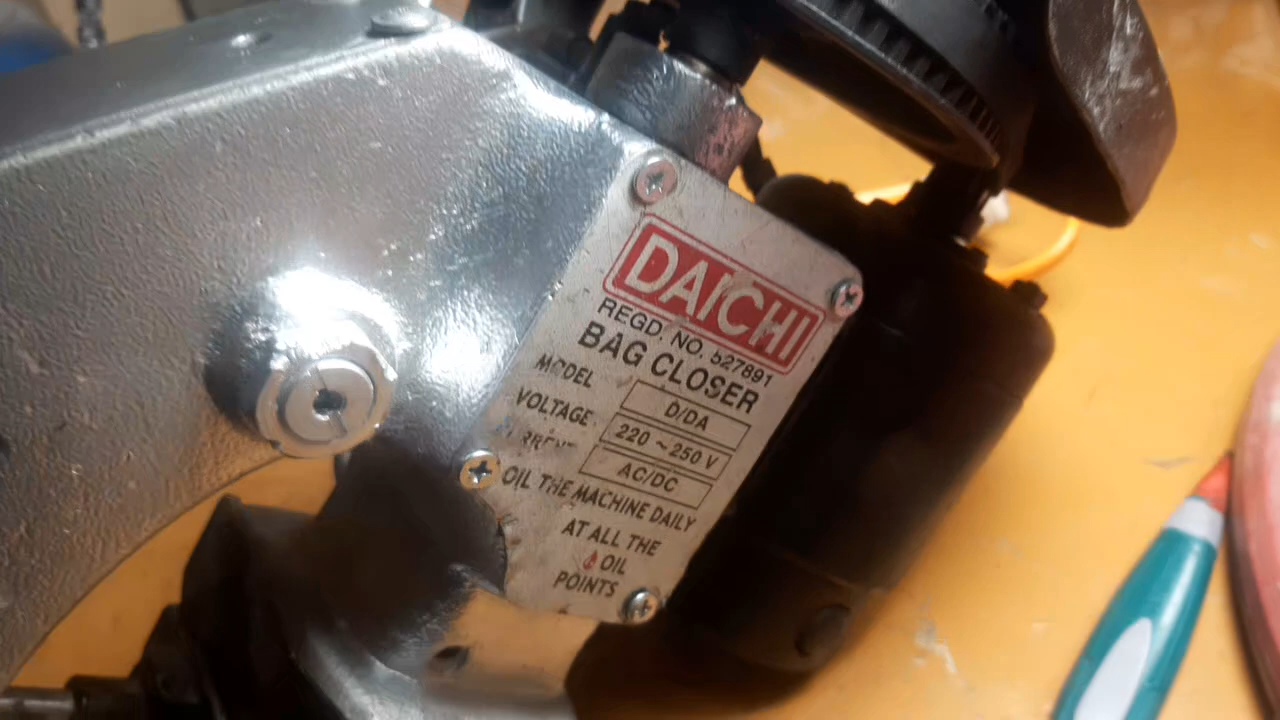 DAICHI
REGD. NO. 527891
BAG CLOSER
MODEL D/DA
VOLTAGE 220 ~ 250 V
AC/DC
OIL THE MACHINE DAILY
AT ALL THE
OIL
POINTS